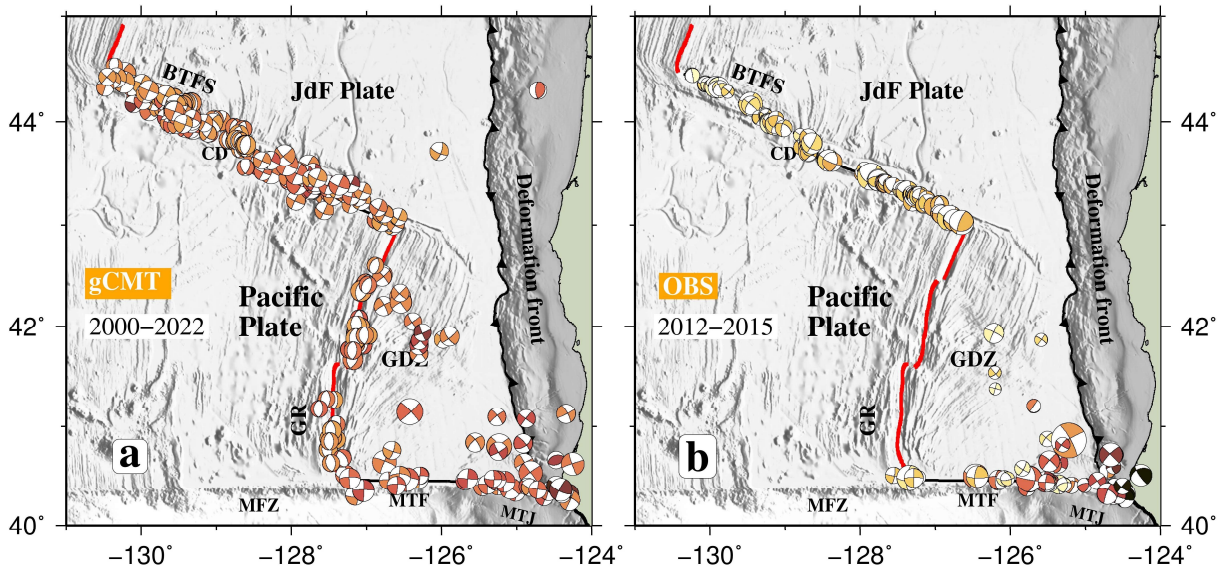 BTFS
JdF Plate
44˚
CD
Deformation front
gCMT
2000−2022
Pacific
Plate
42˚
GDZ
GR
a
MFZ
MTF
MTJ
40˚
−130˚
−128˚
−126˚
−124˚
BTFS
JdF Plate
44˚
CD
Deformation front
OBS
2012−2015
Pacific
Plate
42˚
GDZ
GR
b
MFZ
MTF
MTJ
40˚
−130˚
−128˚
−126˚
−124˚